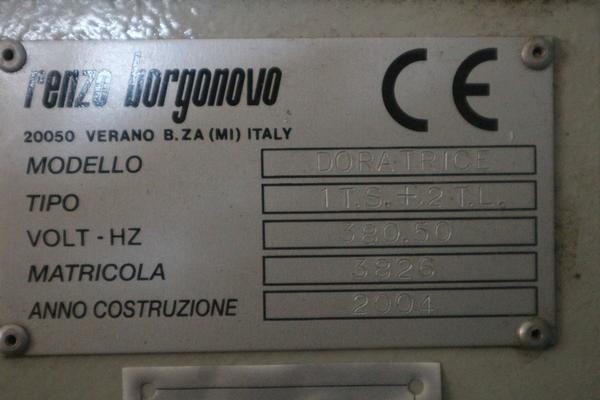 renzo borgonovo
CE
20050 VERANO B.ZA (MI) ITALY
MODELLO DORATRICE
TIPO 1T.S.+.2 T.L.
VOLT - HZ 380.50
MATRICOLA 3826
ANNO COSTRUZIONE 2004